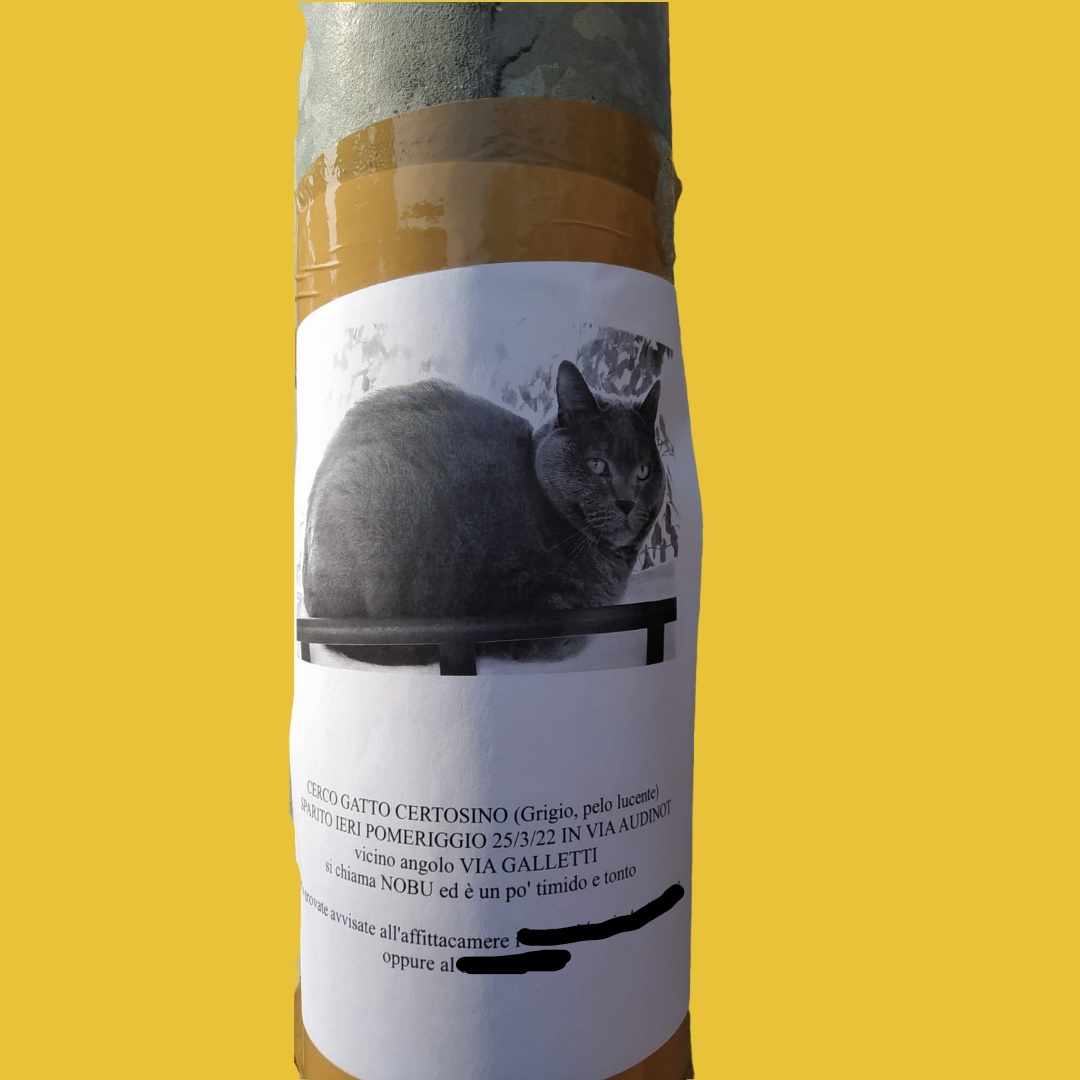 CERCO GATTO CERTOSINO (Grigio, pelo lucente)
SPARITO IERI POMERIGGIO 25/3/22 IN VIA AUDINOT
vicino angolo VIA GALLETTI
si chiama NOBU ed è un po' timido e tonto
trovate avvisate all'affittacamere
oppure al